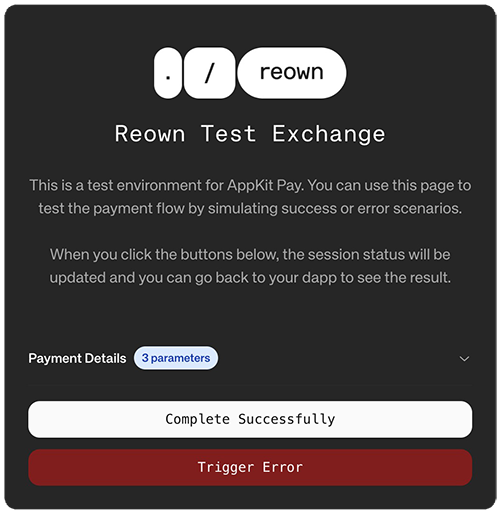 . / reown
Reown Test Exchange
This is a test environment for AppKit Pay. You can use this page to
test the payment flow by simulating success or error scenarios.
When you click the buttons below, the session status will be
updated and you can go back to your dapp to see the result.
Payment Details 3 parameters
Complete Successfully
Trigger Error